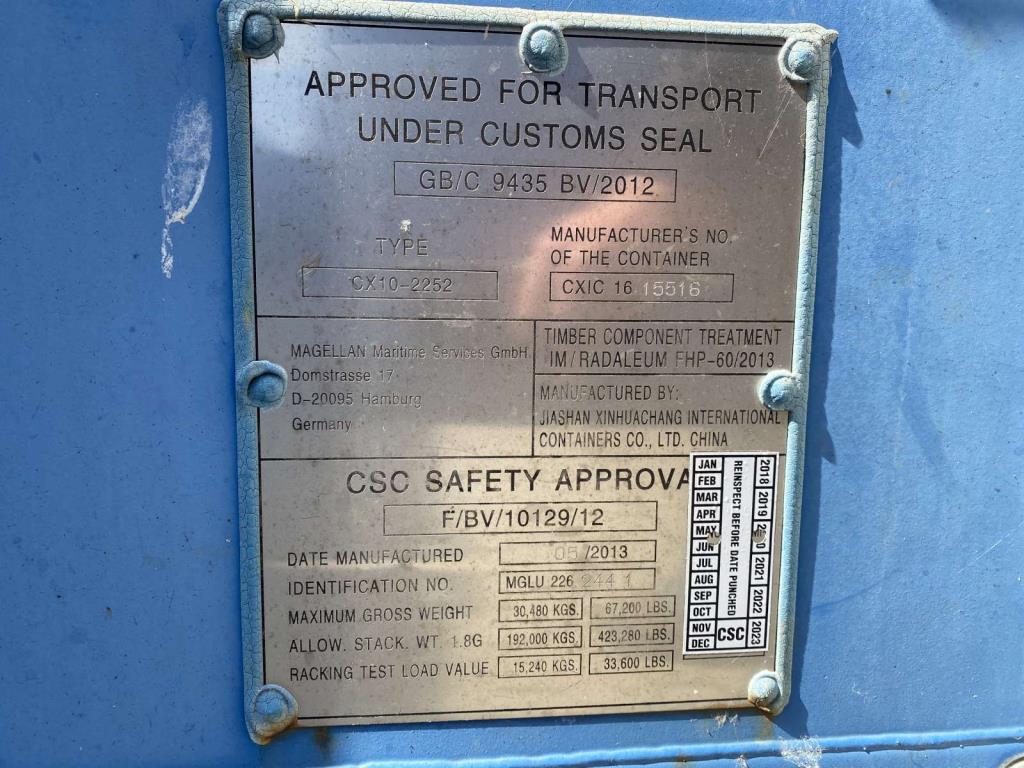 APPROVED FOR TRANSPORT
UNDER CUSTOMS SEAL
GB/C 9435 BV/2012
TYPE
CX10-2252
MANUFACTURER'S NO.
OF THE CONTAINER
CXIC 16 15516
MAGELLAN Maritime Services GmbH
Domstrasse 17
D-20095 Hamburg
Germany
TIMBER COMPONENT TREATMENT
IM/RADALEUM FHP-60/2013
MANUFACTURED BY:
JIASHAN XINHUACHANG INTERNATIONAL
CONTAINERS CO., LTD. CHINA
CSC SAFETY APPROVA
F/BV/10129/12
DATE MANUFACTURED 05/2013
IDENTIFICATION NO. MGLU 226 244 1
MAXIMUM GROSS WEIGHT 30,480 KGS. 67,200 LBS.
ALLOW. STACK. WT. 1.8G 192,000 KGS. 423,280 LBS.
RACKING TEST LOAD VALUE 15,240 KGS. 33,600 LBS.
JAN
FEB
MAR
APR
MAY
JUN
JUL
AUG
SEP
OCT
NOV
DEC
REINSPECT BEFORE DATE PUNCHED
CSC
2018 2019 2020 2021 2022 2023